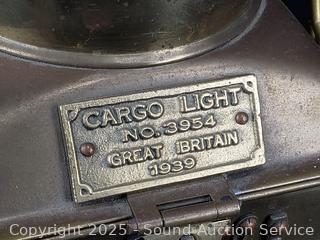 CARGO LIGHT
NO. 3954
GREAT BRITAIN
1939
Copyright 2025 - Sound Auction Service